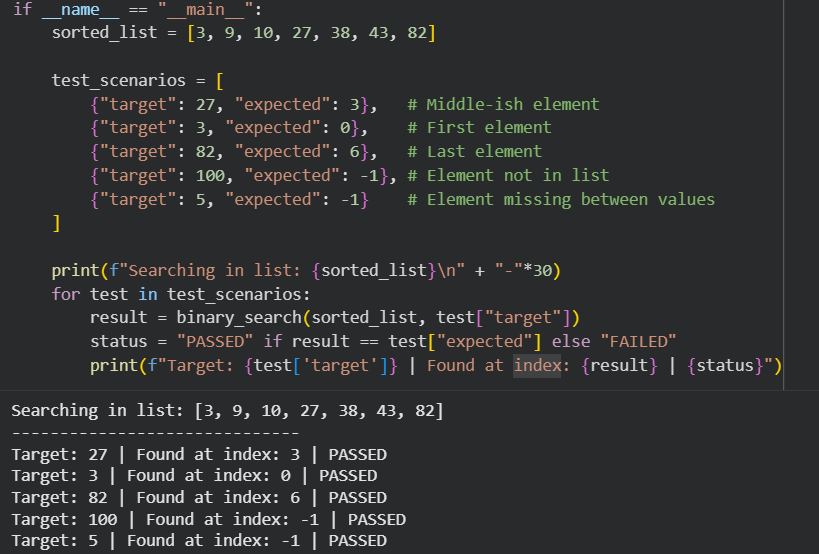 if __name__ == "__main__":
    sorted_list = [3, 9, 10, 27, 38, 43, 82]

    test_scenarios = [
        {"target": 27, "expected": 3},   # Middle-ish element
        {"target": 3, "expected": 0},    # First element
        {"target": 82, "expected": 6},   # Last element
        {"target": 100, "expected": -1}, # Element not in list
        {"target": 5, "expected": -1}    # Element missing between values
    ]

    print(f"Searching in list: {sorted_list}\n" + "-"*30)
    for test in test_scenarios:
        result = binary_search(sorted_list, test["target"])
        status = "PASSED" if result == test["expected"] else "FAILED"
        print(f"Target: {test['target']} | Found at index: {result} | {status}")
Searching in list: [3, 9, 10, 27, 38, 43, 82]
------------------------------
Target: 27 | Found at index: 3 | PASSED
Target: 3 | Found at index: 0 | PASSED
Target: 82 | Found at index: 6 | PASSED
Target: 100 | Found at index: -1 | PASSED
Target: 5 | Found at index: -1 | PASSED